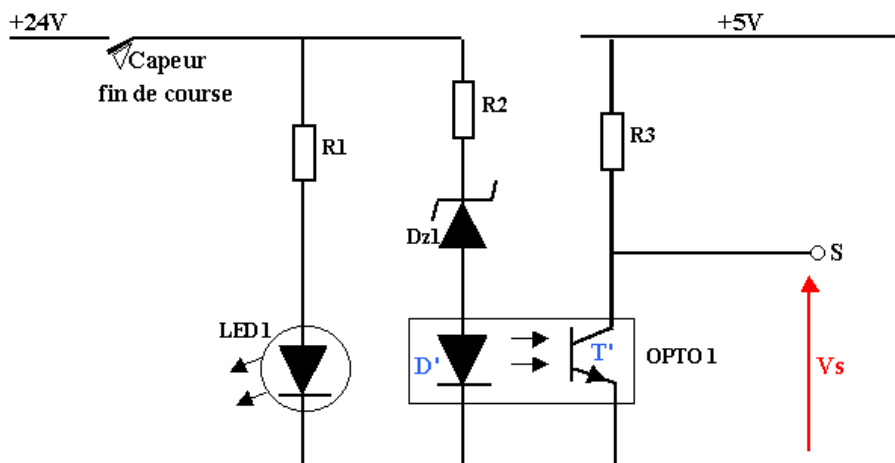 +24V
+5V
Capeur
fin de course
R1
R2
R3
Dz1
S
LED1
D'
T'
OPTO 1
Vs